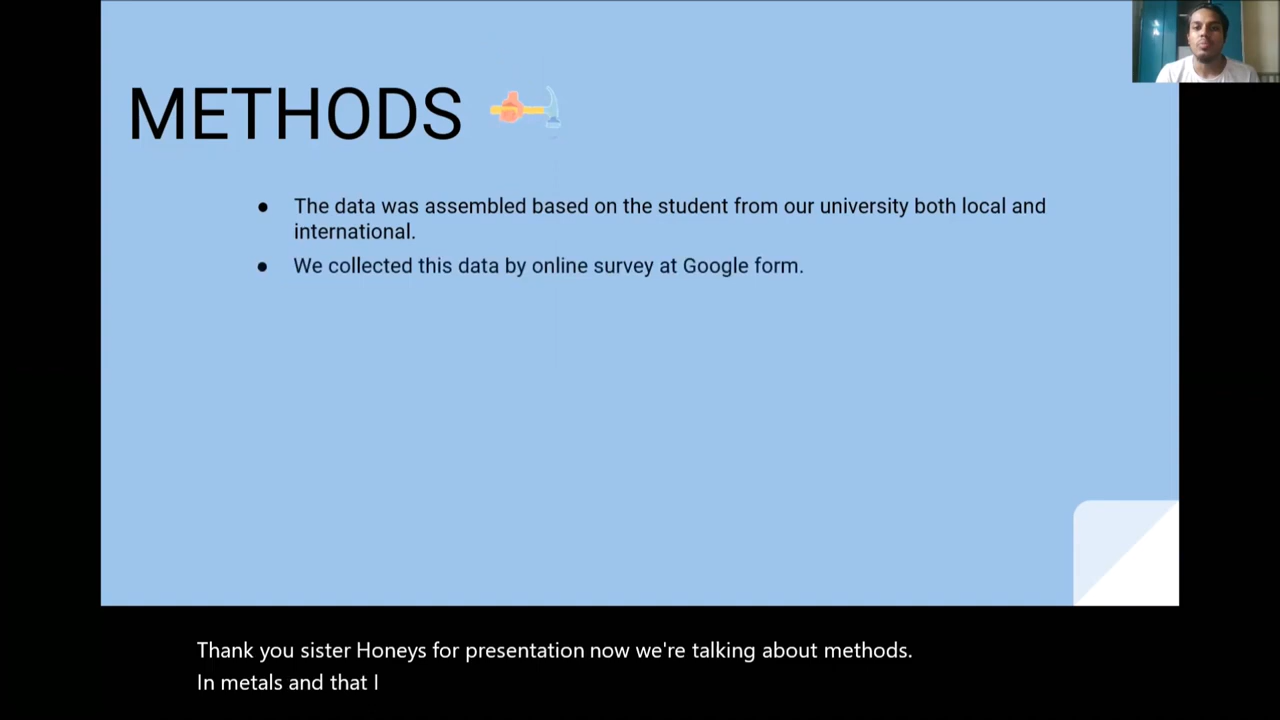 METHODS
● The data was assembled based on the student from our university both local and
international.
● We collected this data by online survey at Google form.
Thank you sister Honeys for presentation now we're talking about methods.
In metals and that I